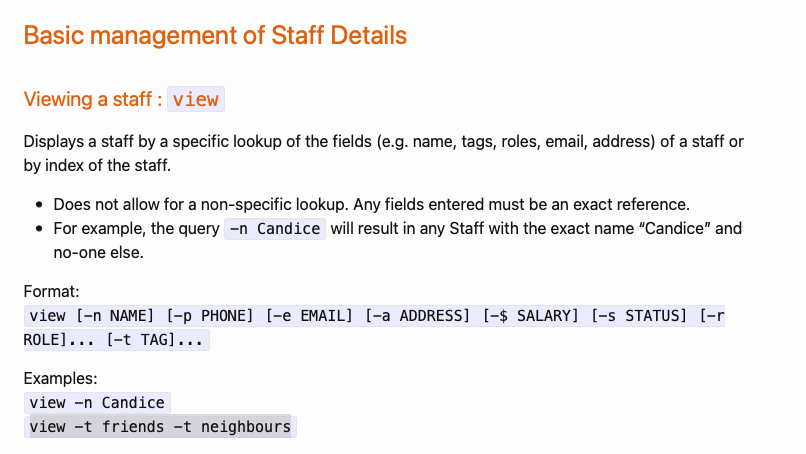 Basic management of Staff Details
Viewing a staff : view
Displays a staff by a specific lookup of the fields (e.g. name, tags, roles, email, address) of a staff or
by index of the staff.
• Does not allow for a non-specific lookup. Any fields entered must be an exact reference.
• For example, the query -n Candice will result in any Staff with the exact name “Candice” and
no-one else.
Format:
view [-n NAME] [-p PHONE] [-e EMAIL] [-a ADDRESS] [-$ SALARY] [-s STATUS] [-r
ROLE]... [-t TAG]...
Examples:
view -n Candice
view -t friends -t neighbours